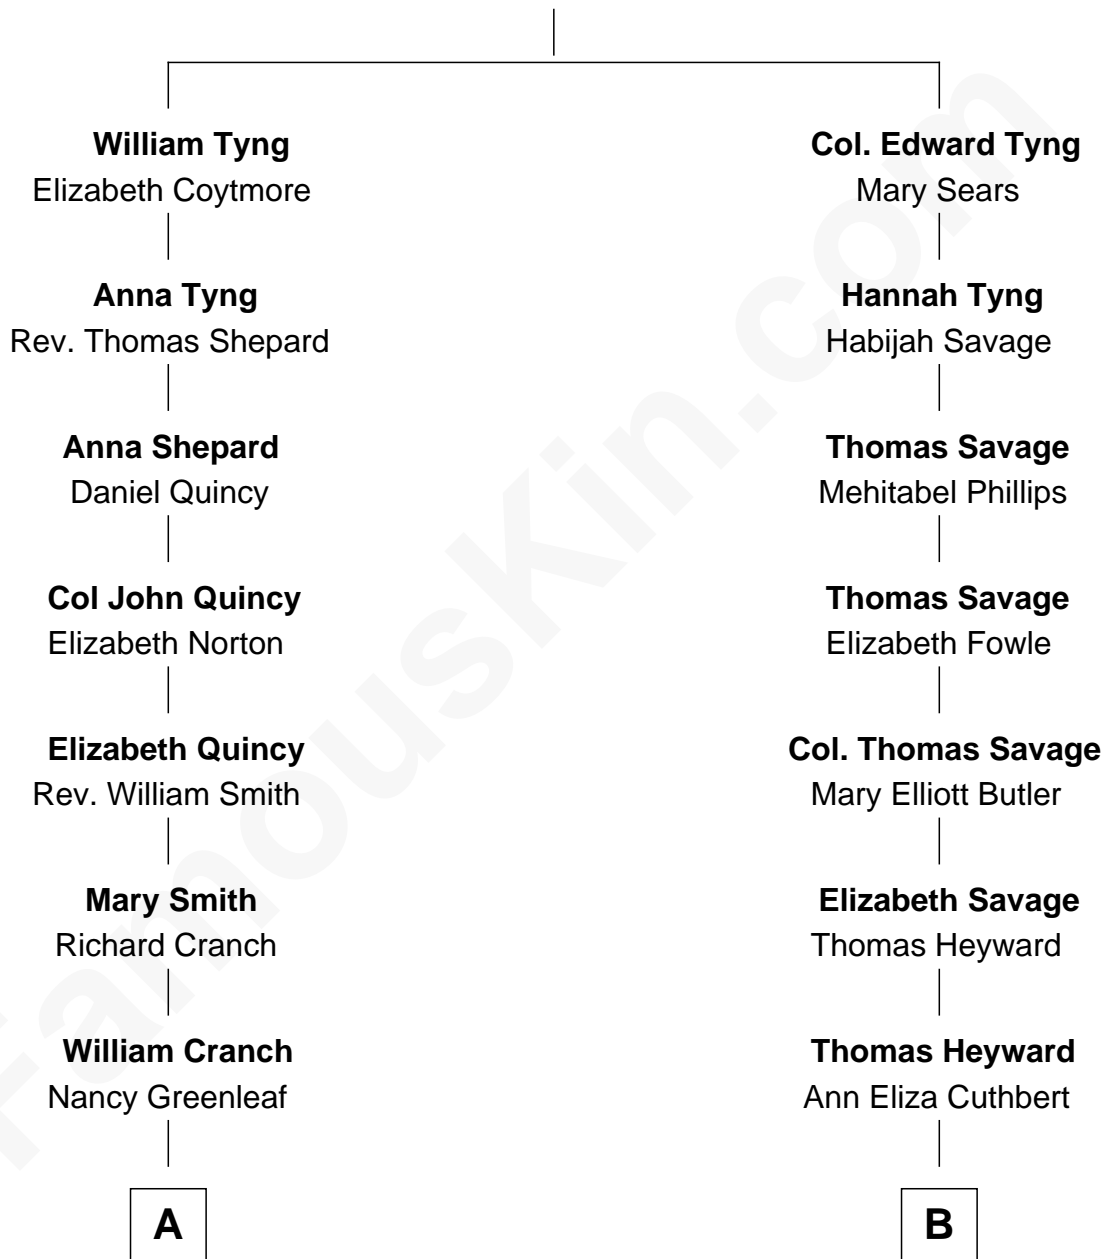 William Tyng
Elizabeth Coytmore
Anna Tyng
Rev. Thomas Shepard
Anna Shepard
Daniel Quincy
Col John Quincy
Elizabeth Norton
Elizabeth Quincy
Rev. William Smith
Mary Smith
Richard Cranch
William Cranch
Nancy Greenleaf
A
Col. Edward Tyng
Mary Sears
Hannah Tyng
Habijah Savage
Thomas Savage
Mehitabel Phillips
Thomas Savage
Elizabeth Fowle
Col. Thomas Savage
Mary Elliott Butler
Elizabeth Savage
Thomas Heyward
Thomas Heyward
Ann Eliza Cuthbert
B
FamousKin.com